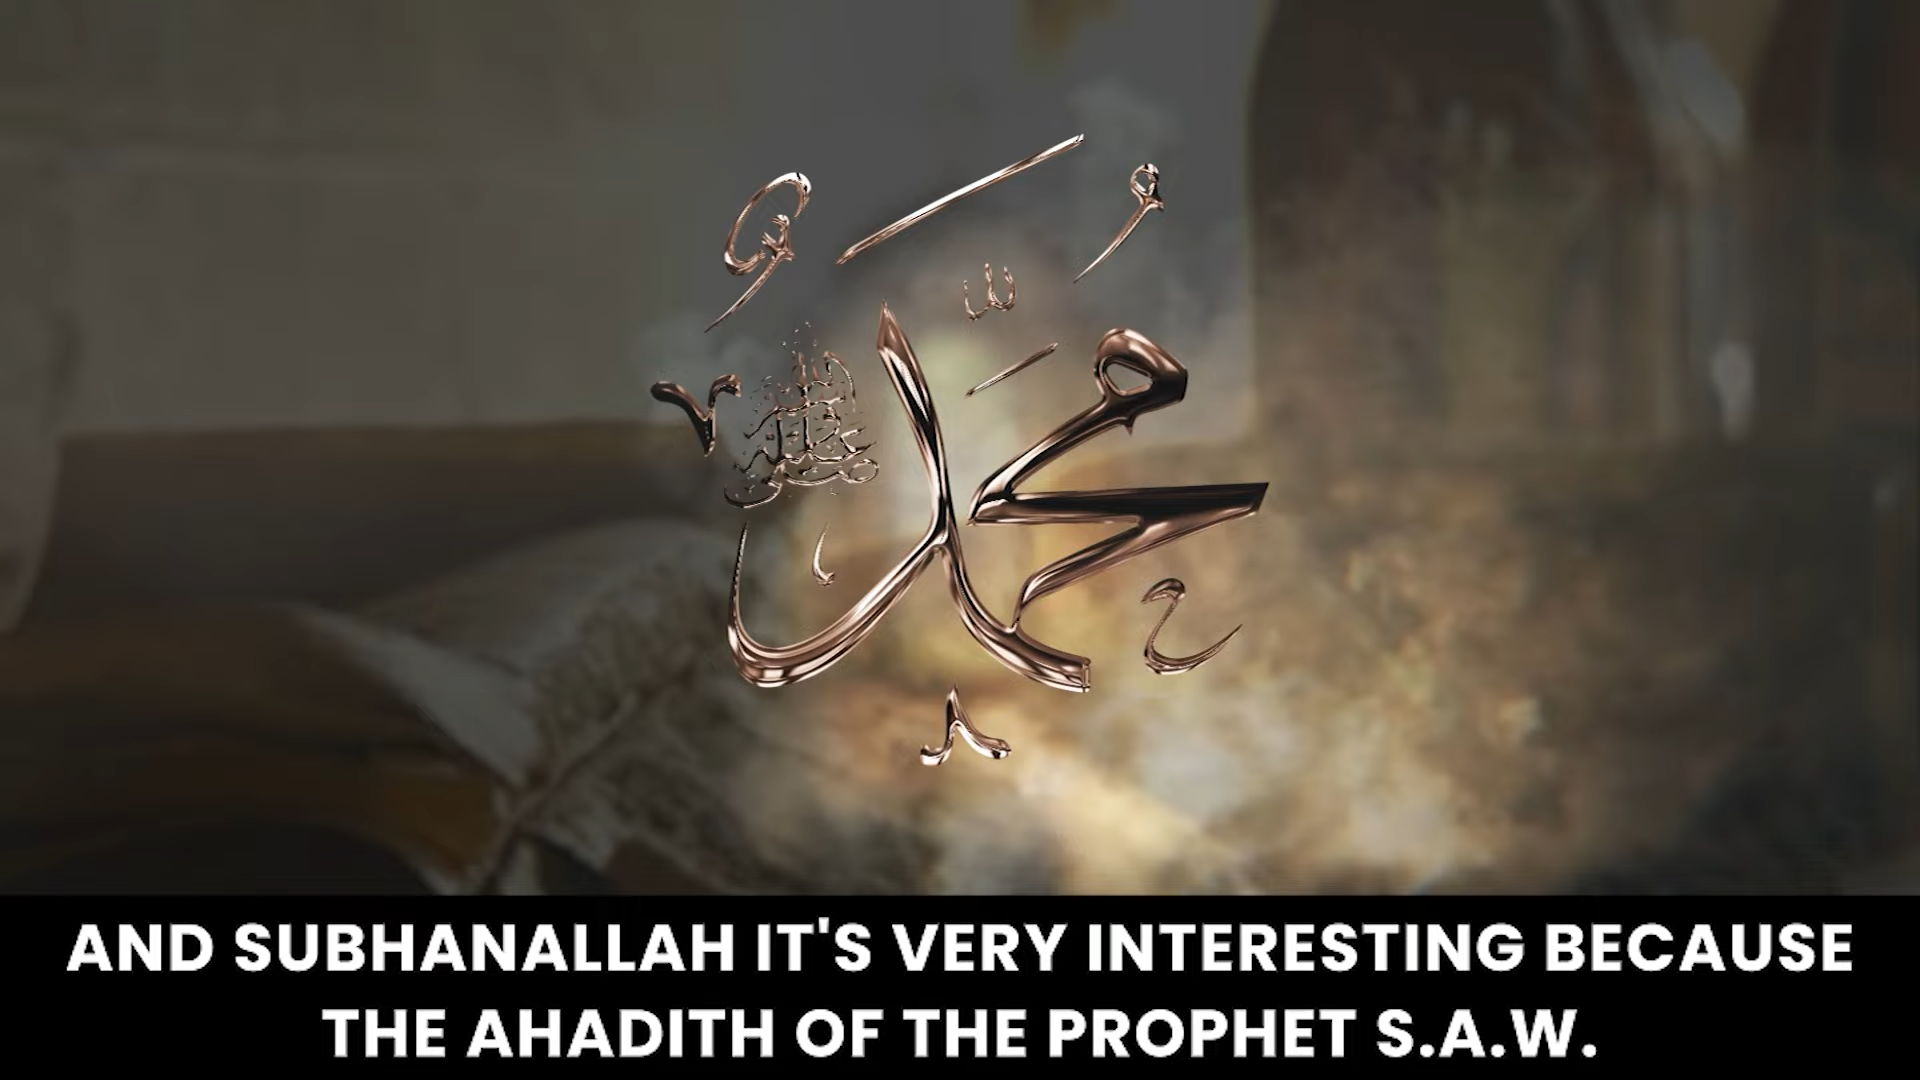 محمد
AND SUBHANALLAH IT'S VERY INTERESTING BECAUSE
THE AHADITH OF THE PROPHET S.A.W.